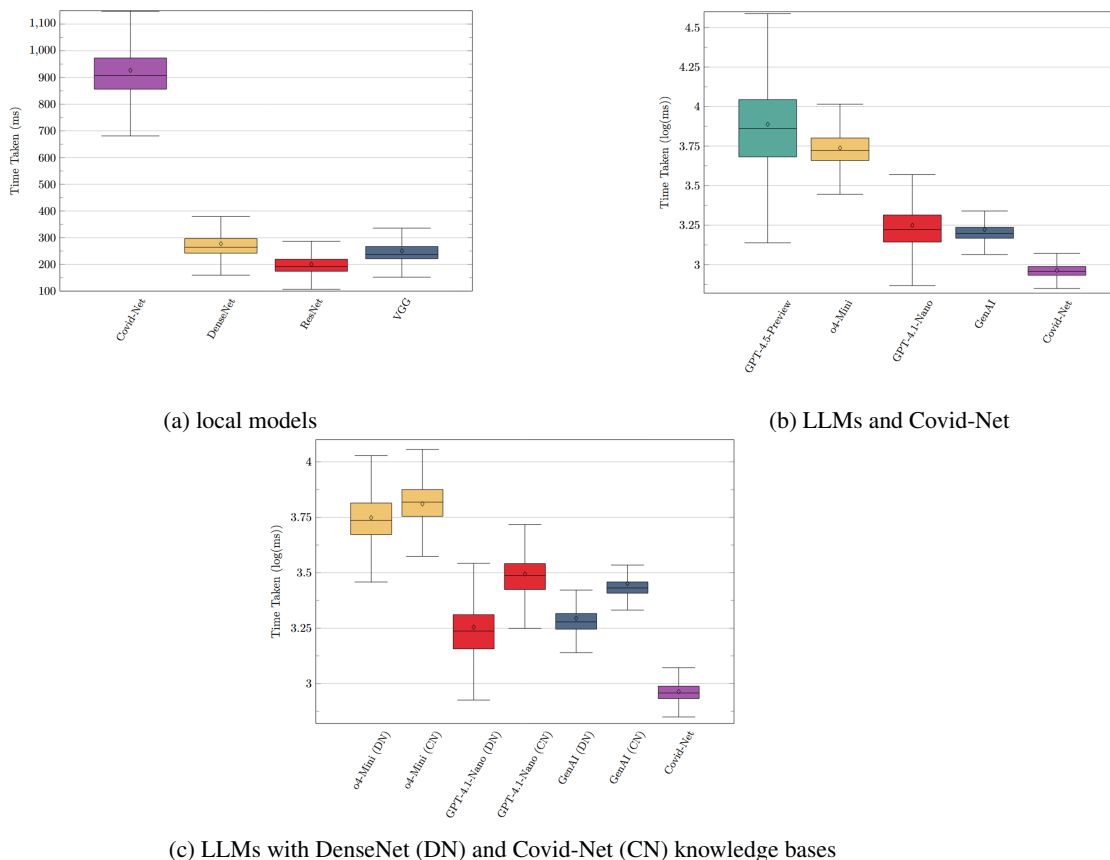 1,100
1,000
900
800
700
600
500
400
300
200
100
Time Taken (ms)
Covid-Net
DenseNet
ResNet
VGG
(a) local models
4.5
4.25
4
3.75
3.5
3.25
3
Time Taken (log(ms))
GPT-4.5-Preview
o4-Mini
GPT-4.1-Nano
GenAI
Covid-Net
(b) LLMs and Covid-Net
4
3.75
3.5
3.25
3
Time Taken (log(ms))
o4-Mini (DN)
o4-Mini (CN)
GPT-4.1-Nano (DN)
GPT-4.1-Nano (CN)
GenAI (DN)
GenAI (CN)
Covid-Net
(c) LLMs with DenseNet (DN) and Covid-Net (CN) knowledge bases